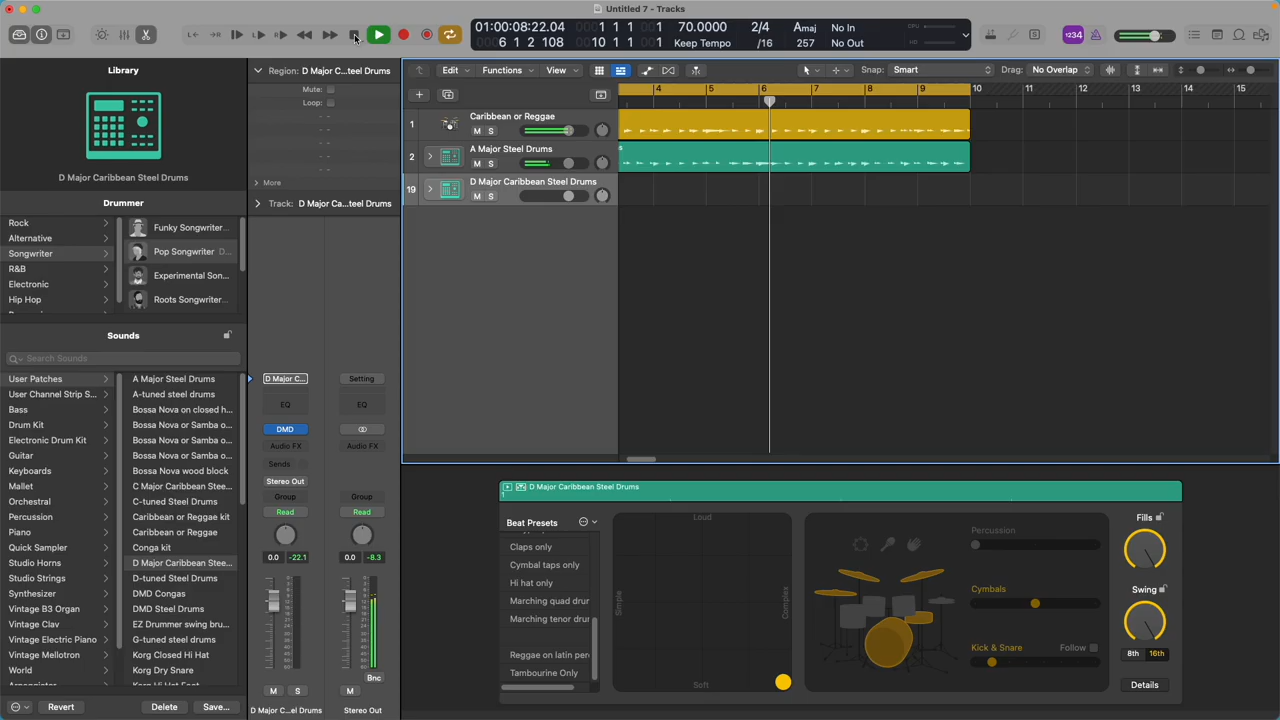 Untitled 7 - Tracks
01:00:08:22.04
0001 1 1 001
70.0000
2/4
Amaj
No In
CPU
0006 1 2 108
0010 1 1 001
Keep Tempo
/16
257
No Out
HD
1234
Library
Region: D Major C...teel Drums
Mute:
Loop:
More
Track: D Major Ca...teel Drums
Edit
Functions
View
Snap: Smart
Drag: No Overlap
4 5 6 7 8 9 10 11 12 13 14 15
1
Caribbean or Reggae
M S
2
A Major Steel Drums
M S
s
19
D Major Caribbean Steel Drums
M S
D Major Caribbean Steel Drums
Drummer
Rock
Alternative
Songwriter
R&B
Electronic
Hip Hop
Funky Songwriter...
Pop Songwriter D...
Experimental Son...
Roots Songwriter...
Sounds
Search Sounds
User Patches
User Channel Strip S...
Bass
Drum Kit
Electronic Drum Kit
Guitar
Keyboards
Mallet
Orchestral
Percussion
Piano
Quick Sampler
Studio Horns
Studio Strings
Synthesizer
Vintage B3 Organ
Vintage Clav
Vintage Electric Piano
Vintage Mellotron
World
Arpeggiator
A Major Steel Drums
A-tuned steel drums
Bossa Nova on closed h...
Bossa Nova or Samba o...
Bossa Nova or Samba o...
Bossa Nova or Samba o...
Bossa Nova wood block
C Major Caribbean Stee...
C-tuned Steel Drums
Caribbean or Reggae kit
Caribbean or Reggae
Conga kit
D Major Caribbean Stee...
D-tuned Steel Drums
DMD Congas
DMD Steel Drums
EZ Drummer swing bru...
G-tuned steel drums
Korg Closed Hi Hat
Korg Dry Snare
Korg Hi Hat Foot
Revert
Delete
Save...
D Major C...
Setting
EQ
EQ
DMD
Audio FX
Audio FX
Sends
Stereo Out
Group
Group
Read
Read
0.0 -22.1
0.0 -8.3
Bnc
M S
M
D Major C...el Drums
Stereo Out
D Major Caribbean Steel Drums
1
Beat Presets
Claps only
Cymbal taps only
Hi hat only
Marching quad drur
Marching tenor drur
Reggae on latin per
Tambourine Only
Loud
Simple
Complex
Soft
Percussion
Cymbals
Kick & Snare
Follow
Fills
Swing
8th
16th
Details